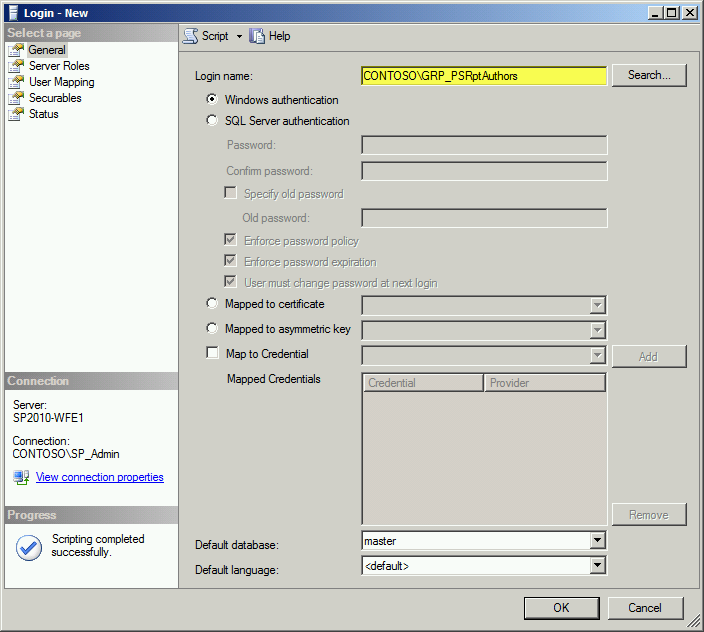 Login - New
Select a page
General
Server Roles
User Mapping
Securables
Status
Script
Help
Login name:
CONTOSO\GRP_PSRptAuthors
Search...
Windows authentication
SQL Server authentication
Password:
Confirm password:
Specify old password
Old password:
Enforce password policy
Enforce password expiration
User must change password at next login
Mapped to certificate
Mapped to asymmetric key
Map to Credential
Add
Mapped Credentials
Credential
Provider
Remove
Default database:
master
Default language:
<default>
Connection
Server:
SP2010-WFE1
Connection:
CONTOSO\SP_Admin
View connection properties
Progress
Scripting completed
successfully.
OK
Cancel